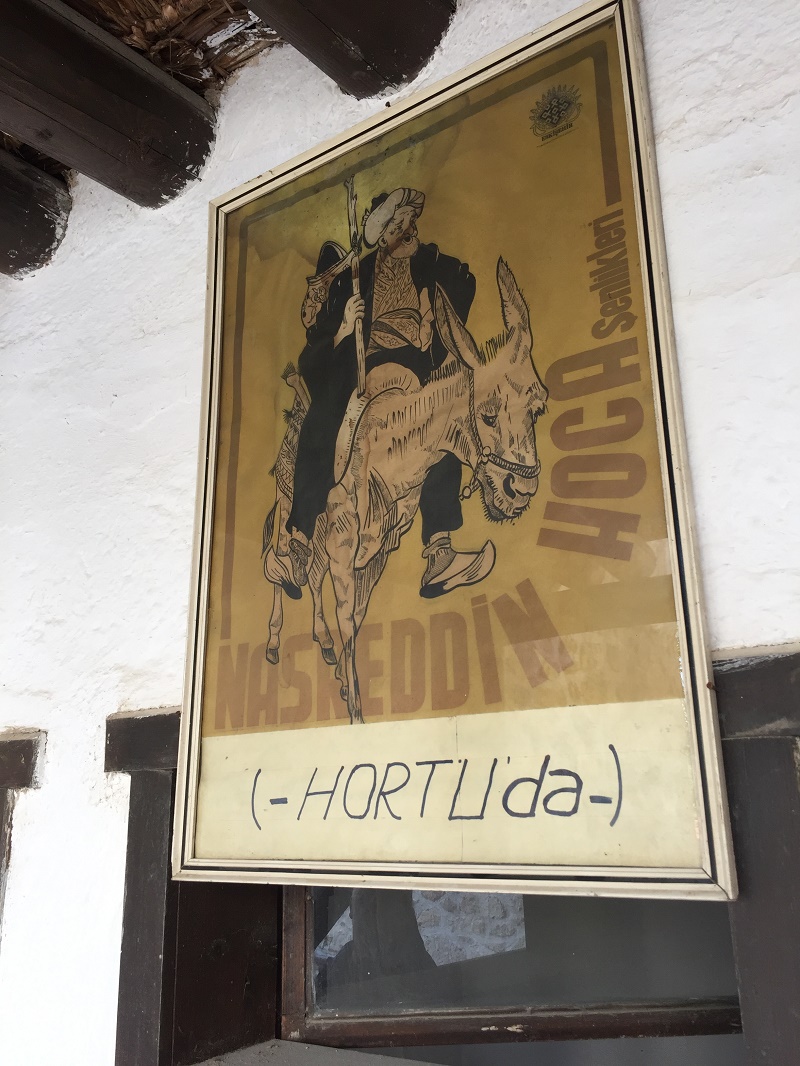 NASREDDİN
HOCA
Şenlikleri
(-HORTU'da-)